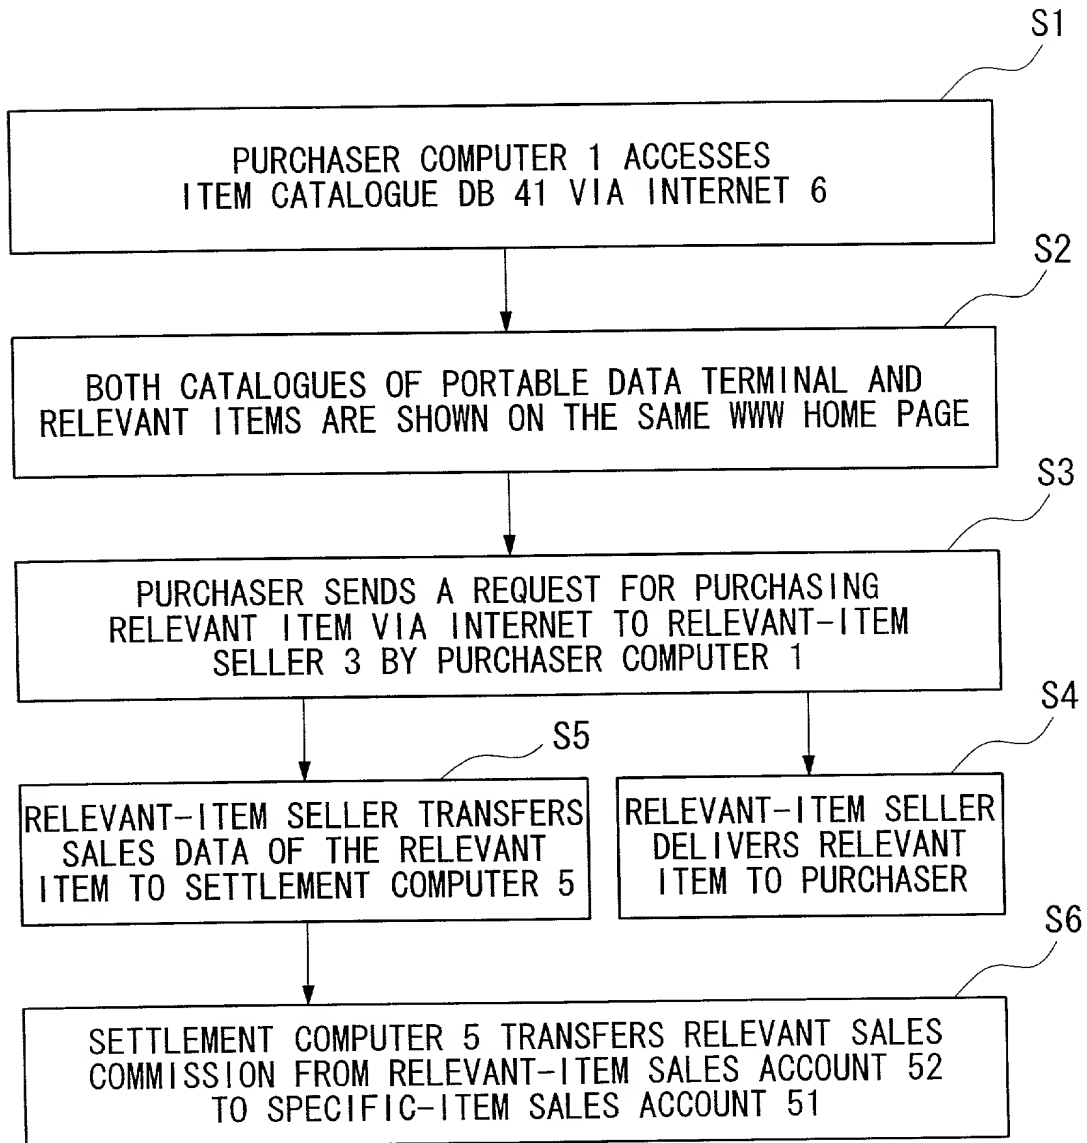 S1
PURCHASER COMPUTER 1 ACCESSES
ITEM CATALOGUE DB 41 VIA INTERNET 6
S2
BOTH CATALOGUES OF PORTABLE DATA TERMINAL AND
RELEVANT ITEMS ARE SHOWN ON THE SAME WWW HOME PAGE
S3
PURCHASER SENDS A REQUEST FOR PURCHASING
RELEVANT ITEM VIA INTERNET TO RELEVANT-ITEM
SELLER 3 BY PURCHASER COMPUTER 1
S5
RELEVANT-ITEM SELLER TRANSFERS
SALES DATA OF THE RELEVANT
ITEM TO SETTLEMENT COMPUTER 5
S4
RELEVANT-ITEM SELLER
DELIVERS RELEVANT
ITEM TO PURCHASER
S6
SETTLEMENT COMPUTER 5 TRANSFERS RELEVANT SALES
COMMISSION FROM RELEVANT-ITEM SALES ACCOUNT 52
TO SPECIFIC-ITEM SALES ACCOUNT 51